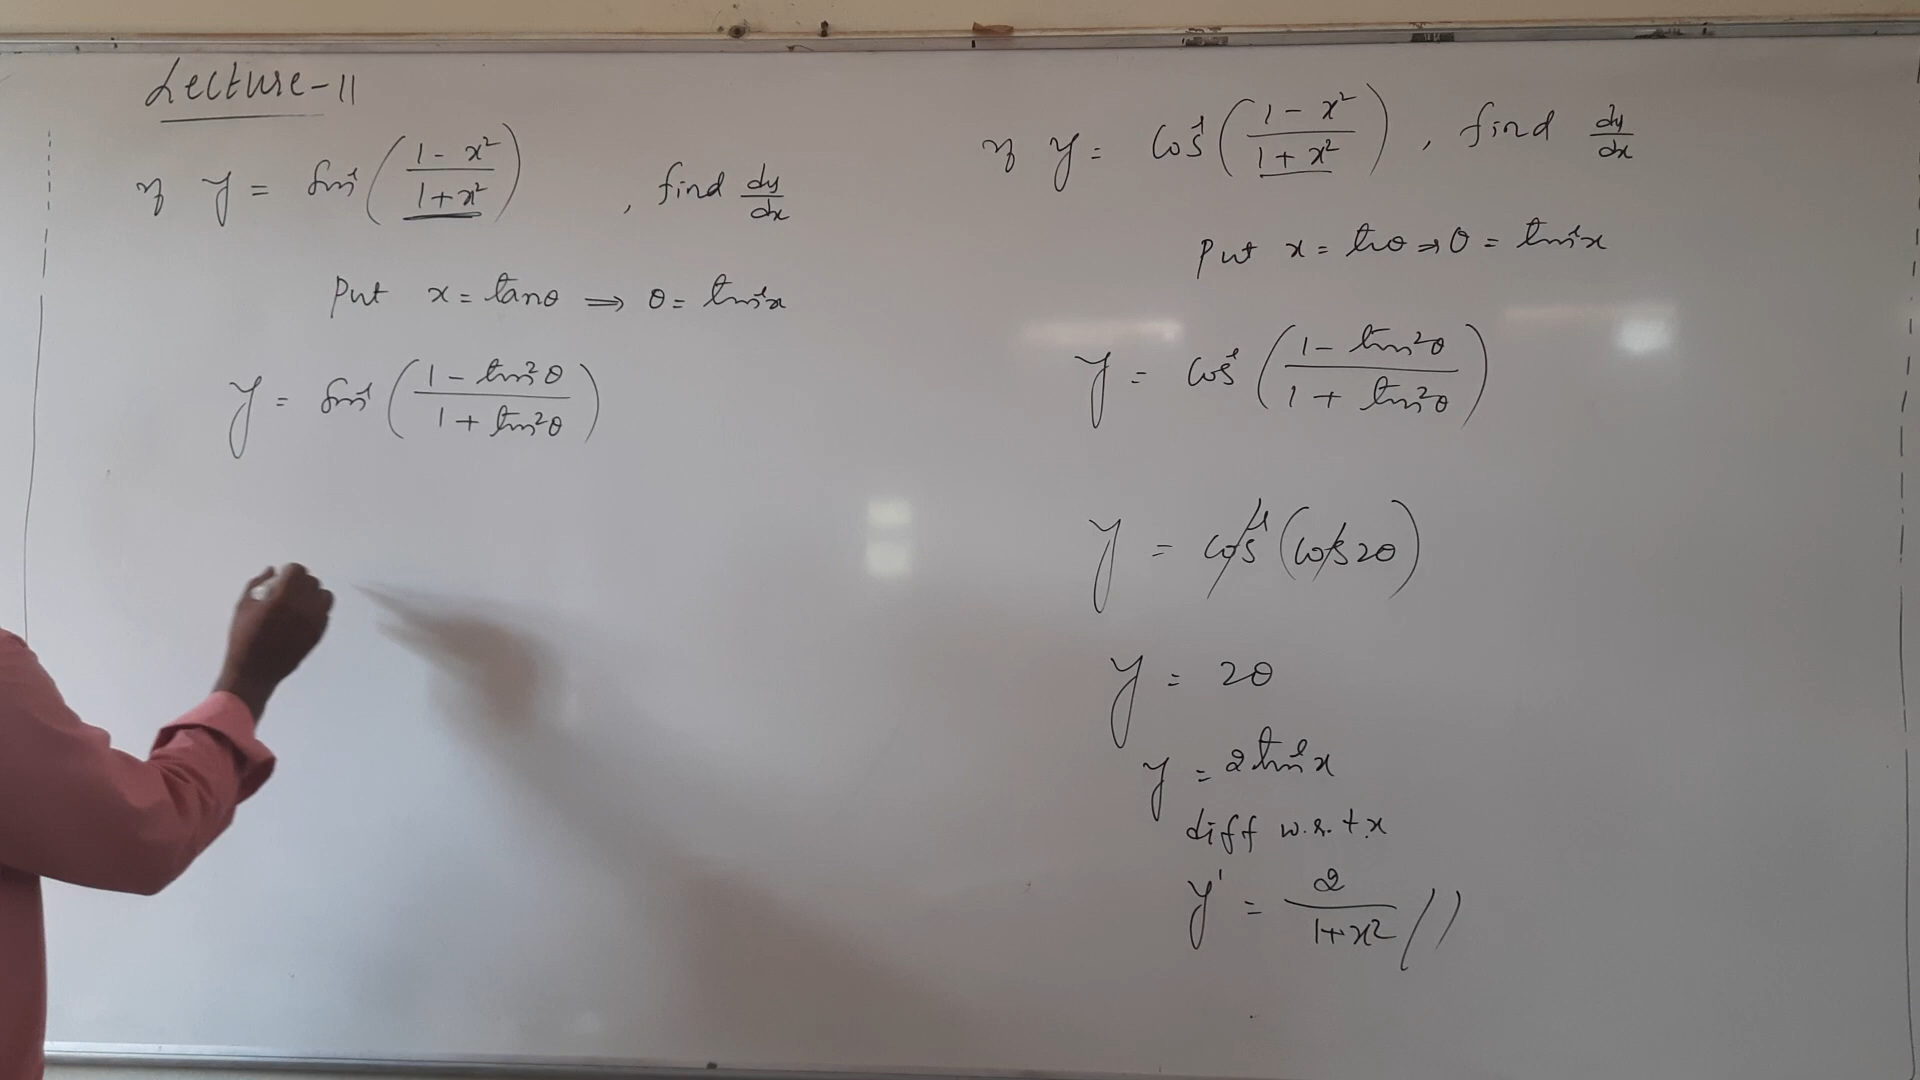 Lecture-11
If y = Sin⁻¹ ( (1 - x²) / (1 + x²) ) , find dy/dx
Put x = tanθ ⇒ θ = tan⁻¹x
y = Sin⁻¹ ( (1 - tan²θ) / (1 + tan²θ) )
If y = Cos⁻¹ ( (1 - x²) / (1 + x²) ) , find dy/dx
Put x = tanθ ⇒ θ = tan⁻¹x
y = Cos⁻¹ ( (1 - tan²θ) / (1 + tan²θ) )
y = Cos⁻¹ (Cos2θ)
y = 2θ
y = 2tan⁻¹x
diff w.r.t.x
y' = 2 / (1+x²) //